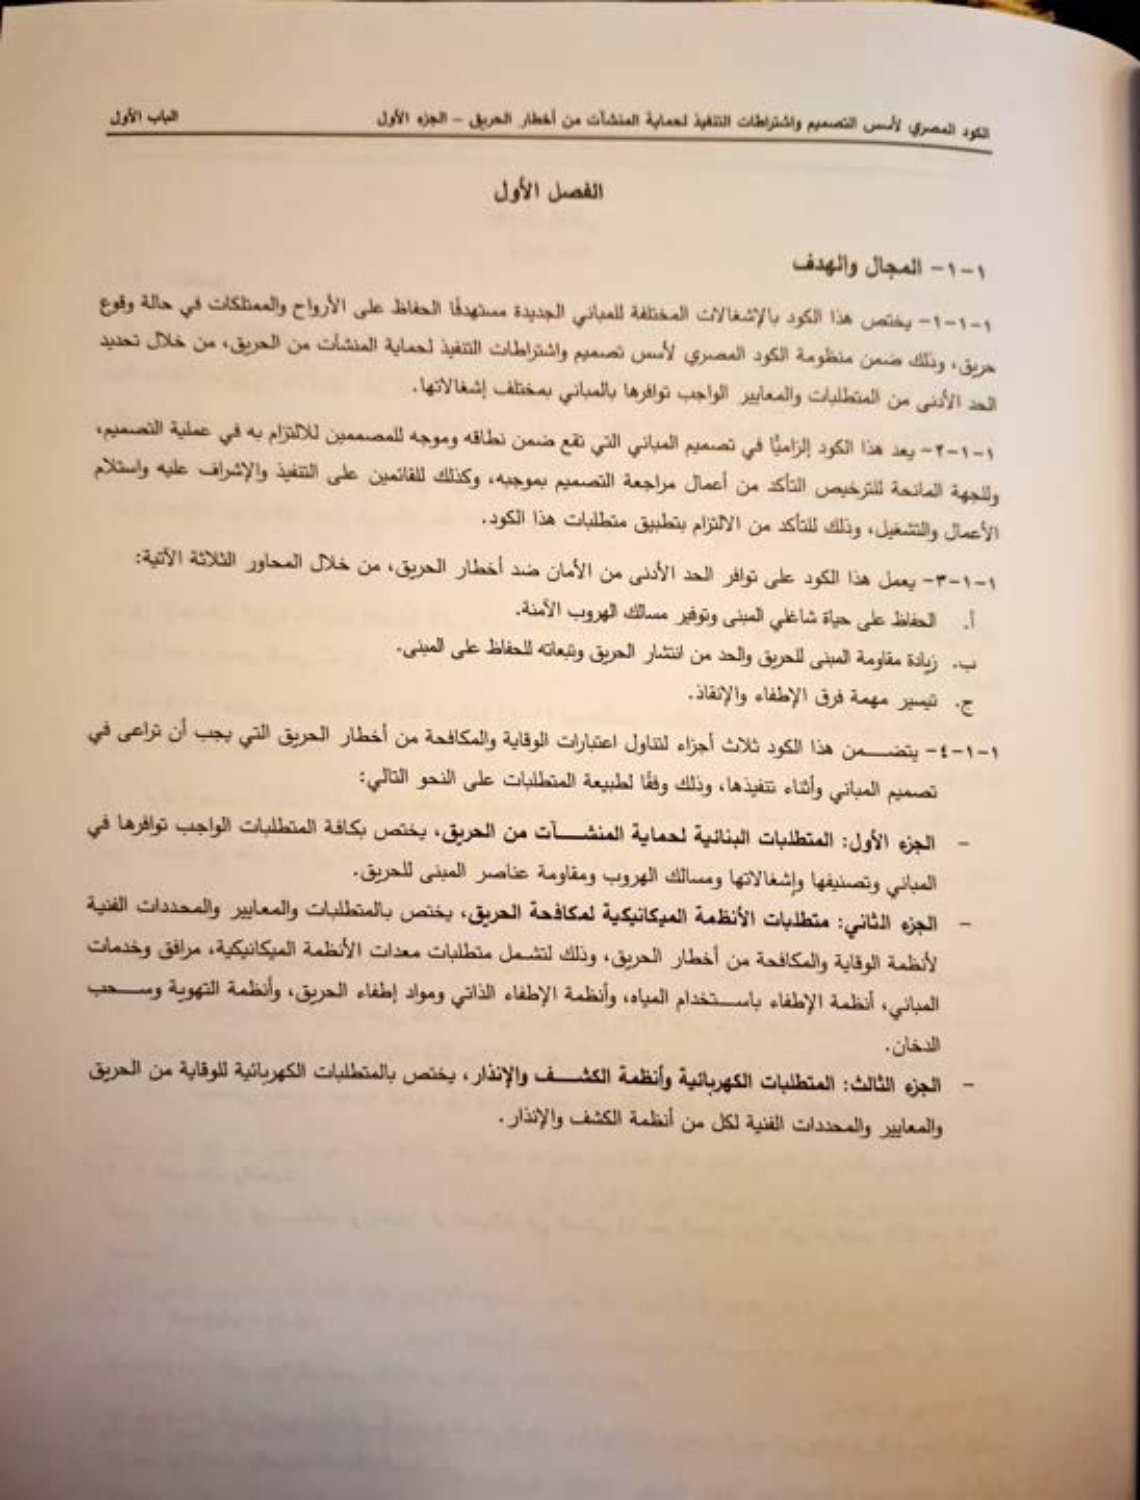 الكود المصري لأسس التصميم واشتراطات التنفيذ لحماية المنشآت من أخطار الحريق – الجزء الأول الباب الأول
الفصل الأول
١-١- المجال والهدف
١-١-١- يختص هذا الكود بالإشغالات المختلفة للمباني الجديدة مستهدفًا الحفاظ على الأرواح والممتلكات في حالة وقوع
حريق، وذلك ضمن منظومة الكود المصري لأسس تصميم واشتراطات التنفيذ لحماية المنشآت من الحريق، من خلال تحديد
الحد الأدنى من المتطلبات والمعايير الواجب توافرها بالمباني بمختلف إشغالاتها.
١-١-٢- يعد هذا الكود إلزاميًّا في تصميم المباني التي تقع ضمن نطاقه وموجه للمصممين للالتزام به في عملية التصميم،
وللجهة المانحة للترخيص التأكد من أعمال مراجعة التصميم بموجبه، وكذلك للقائمين على التنفيذ والإشراف عليه واستلام
الأعمال والتشغيل، وذلك للتأكد من الالتزام بتطبيق متطلبات هذا الكود.
١-١-٣- يعمل هذا الكود على توافر الحد الأدنى من الأمان ضد أخطار الحريق، من خلال المحاور الثلاثة الآتية:
أ. الحفاظ على حياة شاغلي المبنى وتوفير مسالك الهروب الآمنة.
ب. زيادة مقاومة المبنى للحريق والحد من انتشار الحريق وتبعاته للحفاظ على المبنى.
ج. تيسير مهمة فرق الإطفاء والإنقاذ.
١-١-٤- يتضمن هذا الكود ثلاث أجزاء لتناول اعتبارات الوقاية والمكافحة من أخطار الحريق التي يجب أن تراعى في
تصميم المباني وأثناء تنفيذها، وذلك وفقًا لطبيعة المتطلبات على النحو التالي:
- الجزء الأول: المتطلبات البنائية لحماية المنشآت من الحريق، يختص بكافة المتطلبات الواجب توافرها في
المباني وتصنيفها وإشغالاتها ومسالك الهروب ومقاومة عناصر المبنى للحريق.
- الجزء الثاني: متطلبات الأنظمة الميكانيكية لمكافحة الحريق، يختص بالمتطلبات والمعايير والمحددات الفنية
لأنظمة الوقاية والمكافحة من أخطار الحريق، وذلك لتشمل متطلبات معدات الأنظمة الميكانيكية، مرافق وخدمات
المباني، أنظمة الإطفاء باستخدام المياه، وأنظمة الإطفاء الذاتي ومواد إطفاء الحريق، وأنظمة التهوية وسحب
الدخان.
- الجزء الثالث: المتطلبات الكهربائية وأنظمة الكشف والإنذار، يختص بالمتطلبات الكهربائية للوقاية من الحريق
والمعايير والمحددات الفنية لكل من أنظمة الكشف والإنذار.